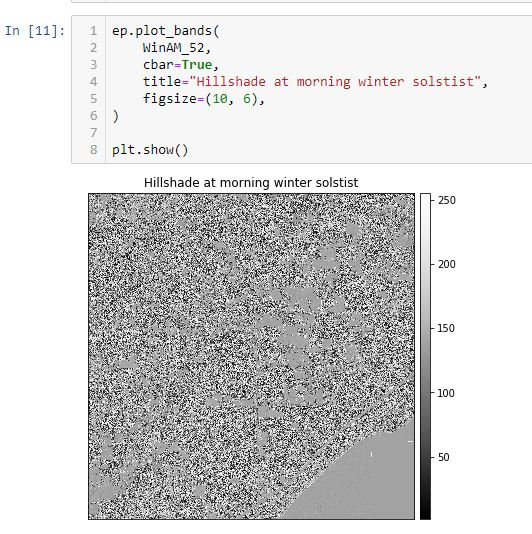 In [11]:
1 ep.plot_bands(
2 WinAM_52,
3 cbar=True,
4 title="Hillshade at morning winter solstist",
5 figsize=(10, 6),
6 )
7
8 plt.show()
Hillshade at morning winter solstist
250
200
150
100
50